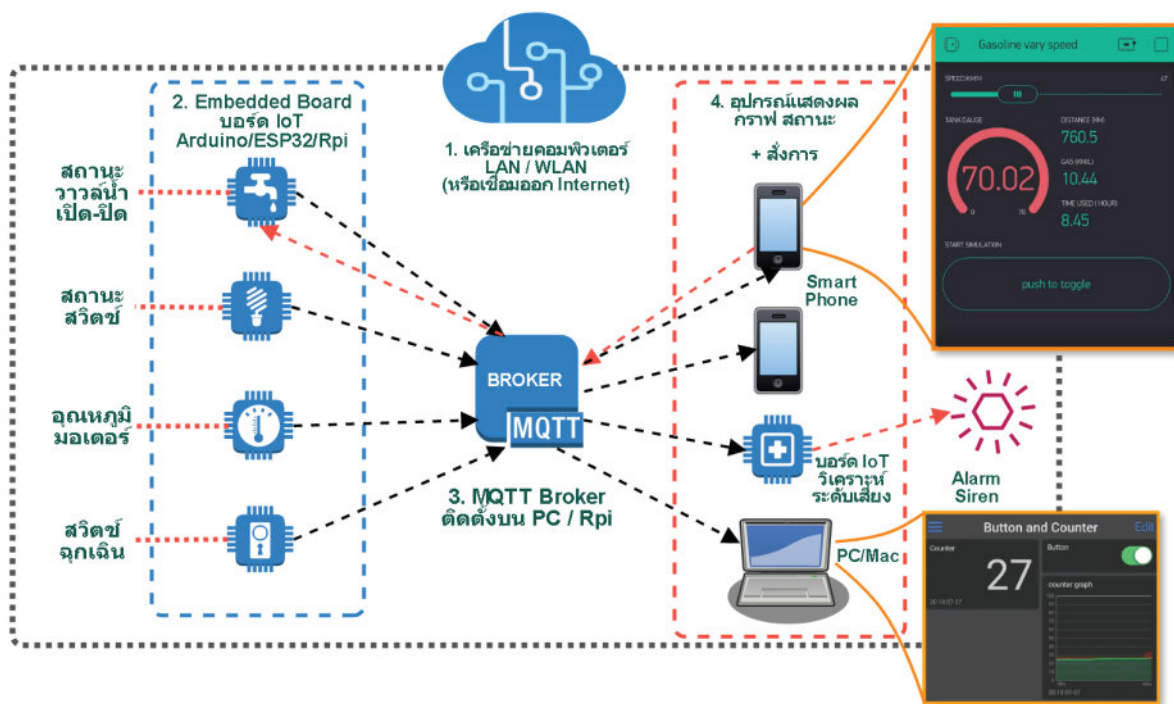 2. Embedded Board
บอร์ด IoT
Arduino/ESP32/Rpi
1. เครือข่ายคอมพิวเตอร์
LAN / WLAN
(หรือเชื่อมออก Internet)
4. อุปกรณ์แสดงผล
กราฟ สถานะ
+ สั่งการ
สถานะ
วาวล์น้ำ
เปิด-ปิด
สถานะ
สวิตช์
อุณหภูมิ
มอเตอร์
สวิตช์
ฉุกเฉิน
BROKER
MQTT
3. MQTT Broker
ติดตั้งบน PC / Rpi
Smart
Phone
บอร์ด IoT
วิเคราะห์
ระดับเสียง
Alarm
Siren
PC/Mac
Gasoline vary speed
67
TANK GAUGE
70.02
0
70
DISTANCE (KM)
760.5
GAS (KM/L)
10.44
TIME USED (HOUR)
8.45
START SIMULATION
push to toggle
Button and Counter
Edit
Counter
27
Button
counter graph